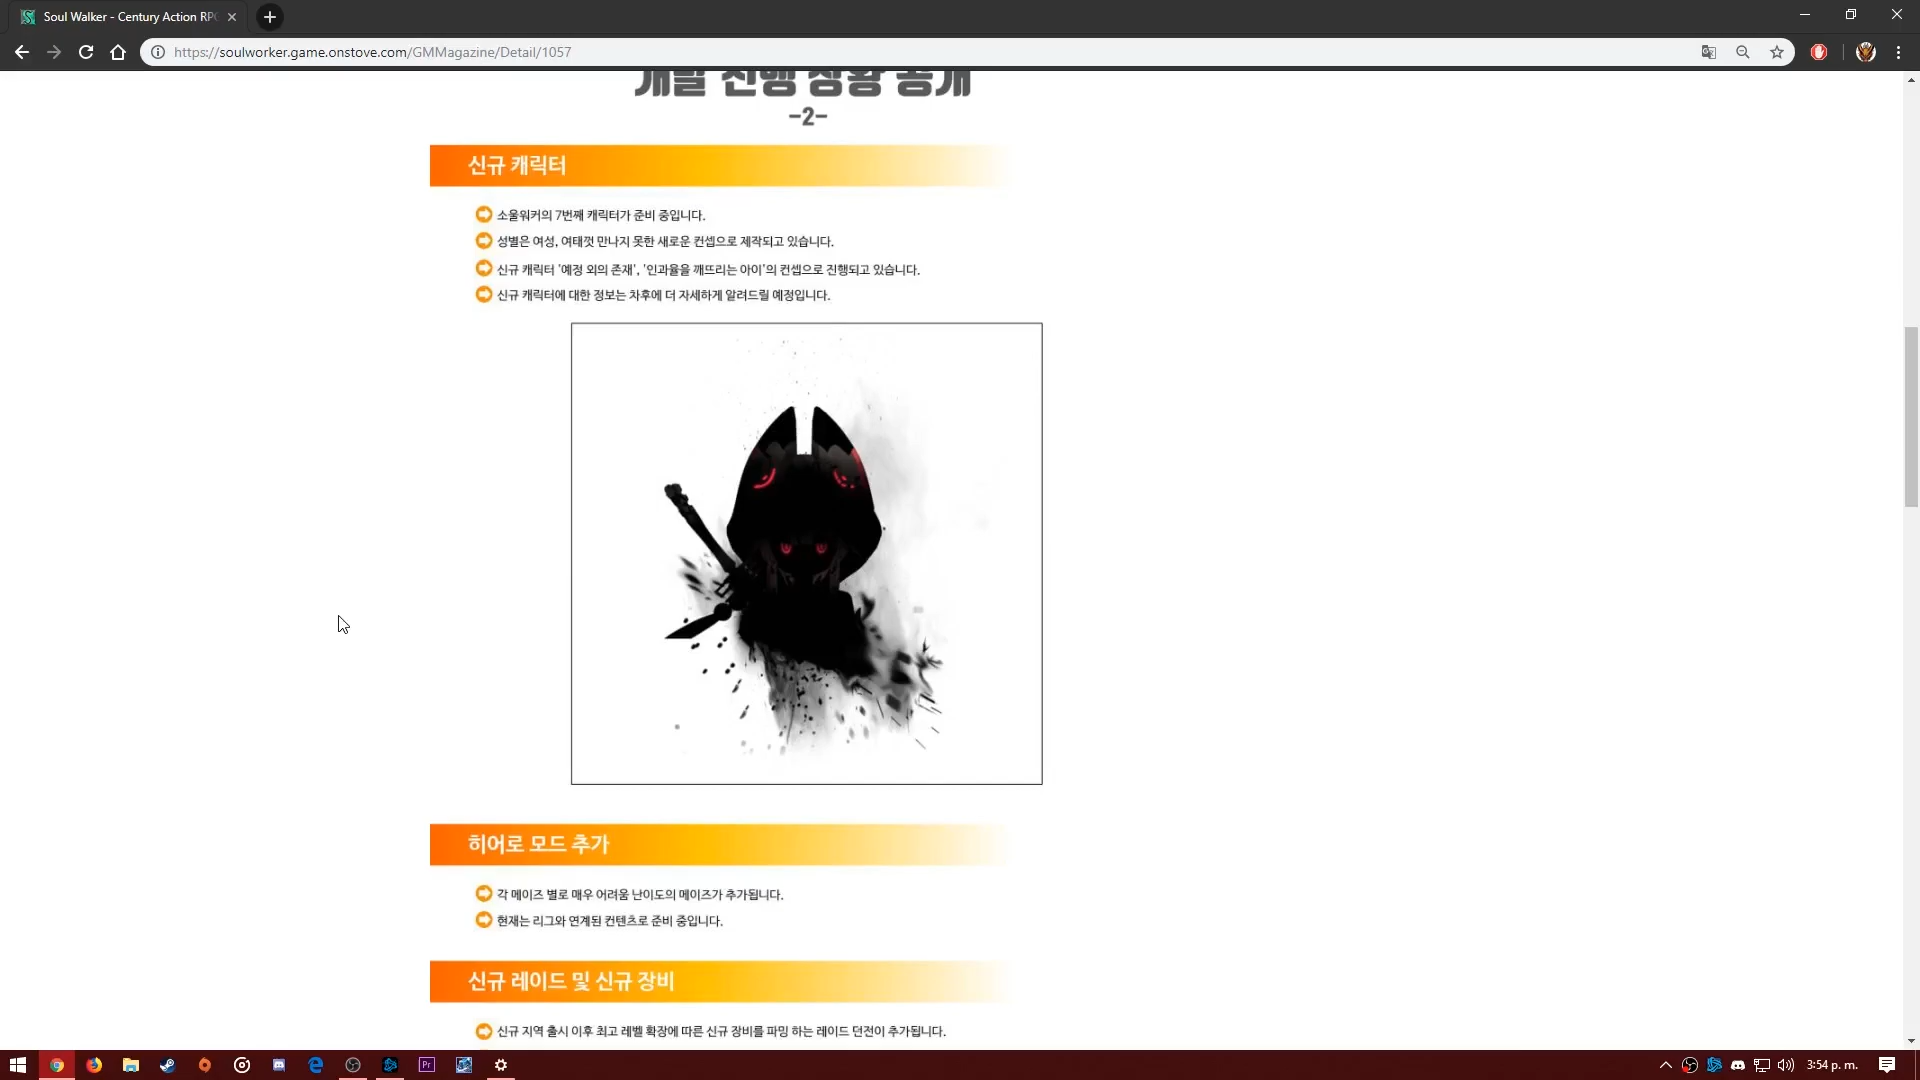 Soul Walker - Century Action RPG
https://soulworker.game.onstove.com/GMMagazine/Detail/1057
개발 진행 상황 공개
-2-
신규 캐릭터
소울워커의 7번째 캐릭터가 준비 중입니다.
성별은 여성, 여태껏 만나지 못한 새로운 컨셉으로 제작되고 있습니다.
신규 캐릭터 '예정 외의 존재', '인과율을 깨뜨리는 아이'의 컨셉으로 진행되고 있습니다.
신규 캐릭터에 대한 정보는 차후에 더 자세하게 알려드릴 예정입니다.
히어로 모드 추가
각 메이즈 별로 매우 어려움 난이도의 메이즈가 추가됩니다.
현재는 리그와 연계된 컨텐츠로 준비 중입니다.
신규 레이드 및 신규 장비
신규 지역 출시 이후 최고 레벨 확장에 따른 신규 장비를 파밍 하는 레이드 던전이 추가됩니다.
Pr
3:54 p. m.